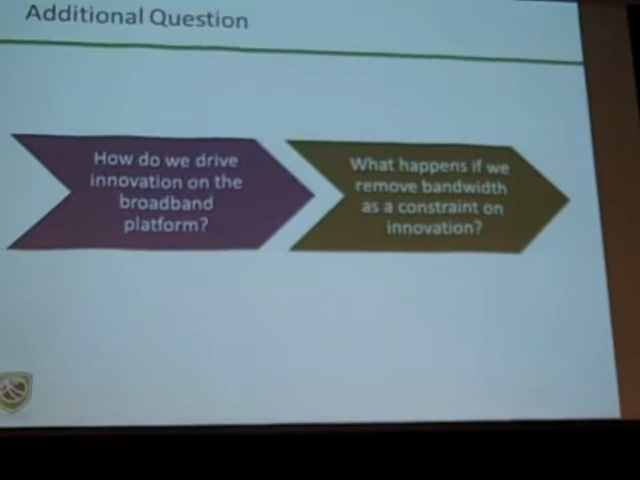 Additional Question
How do we drive
innovation on the
broadband
platform?
What happens if we
remove bandwidth
as a constraint on
innovation?